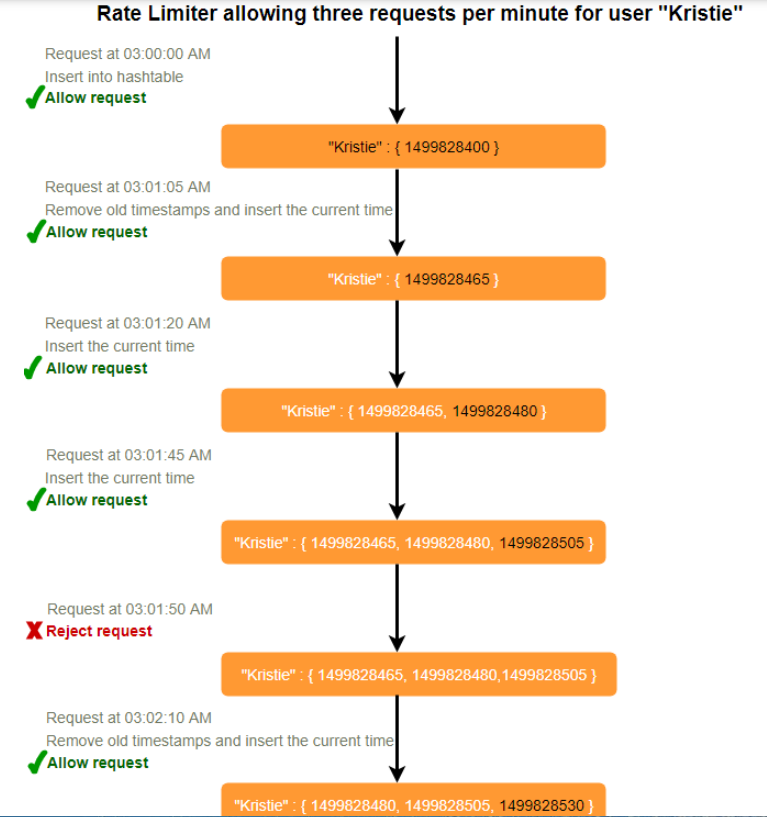 Rate Limiter allowing three requests per minute for user "Kristie"
Request at 03:00:00 AM
Insert into hashtable
Allow request
"Kristie" : { 1499828400 }
Request at 03:01:05 AM
Remove old timestamps and insert the current time
Allow request
"Kristie" : { 1499828465 }
Request at 03:01:20 AM
Insert the current time
Allow request
"Kristie" : { 1499828465, 1499828480 }
Request at 03:01:45 AM
Insert the current time
Allow request
"Kristie" : { 1499828465, 1499828480, 1499828505 }
Request at 03:01:50 AM
Reject request
"Kristie" : { 1499828465, 1499828480,1499828505 }
Request at 03:02:10 AM
Remove old timestamps and insert the current time
Allow request
"Kristie" : { 1499828480, 1499828505, 1499828530 }